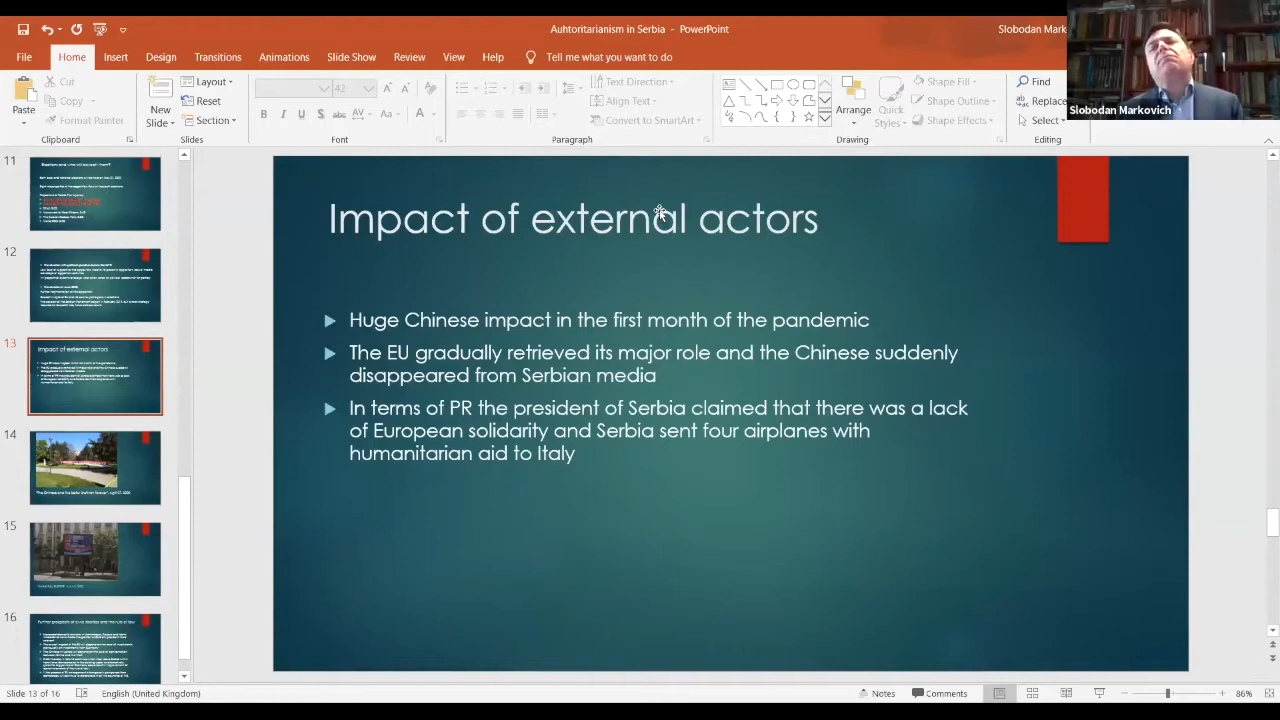 Auhtoritarianism in Serbia - PowerPoint
Slobodan Mark
File Home Insert Design Transitions Animations Slide Show Review View Help Tell me what you want to do
Paste
Cut
Copy
Format Painter
Clipboard
New
Slide
Layout
Reset
Section
Slides
42
Font
Text Direction
Align Text
Convert to SmartArt
Paragraph
Arrange
Quick
Styles
Shape Fill
Shape Outline
Shape Effects
Drawing
Find
Replace
Select
Editing
Slobodan Markovich
11
12
13
Impact of external actors
14
15
16
Impact of external actors
Huge Chinese impact in the first month of the pandemic
The EU gradually retrieved its major role and the Chinese suddenly
disappeared from Serbian media
In terms of PR the president of Serbia claimed that there was a lack
of European solidarity and Serbia sent four airplanes with
humanitarian aid to Italy
Slide 13 of 16 English (United Kingdom) Notes Comments 86%